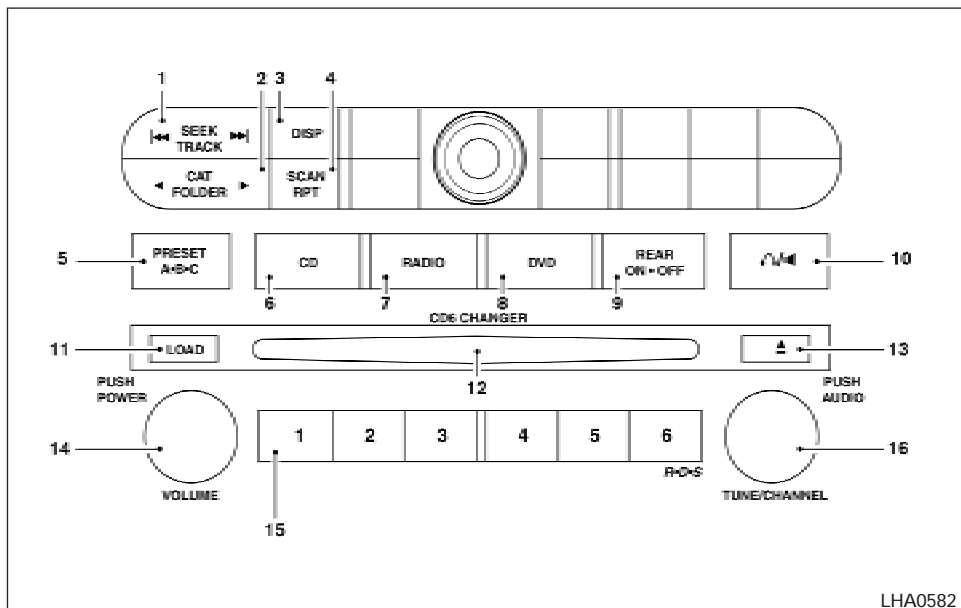 1 2 3 4
SEEK DISP
TRACK
CAT SCAN
FOLDER RPT
5 PRESET CD RADIO DVD REAR 10
A•B•C ON•OFF
6 7 8 9
CD6 CHANGER
11 LOAD 13
PUSH 12 PUSH
POWER AUDIO
14 1 2 3 4 5 6 16
R•D•S
VOLUME TUNE/CHANNEL
15
LHA0582